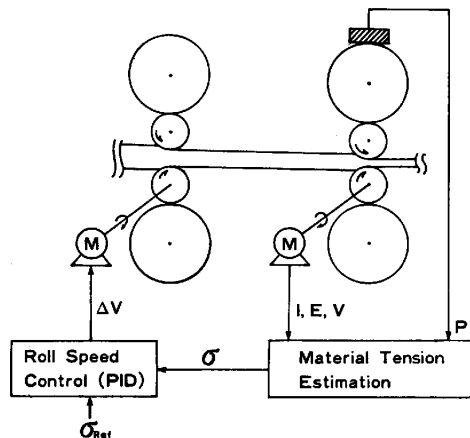 M
M
ΔV
I, E, V
P
Roll Speed
Control (PID)
σ
Material Tension
Estimation
σRef